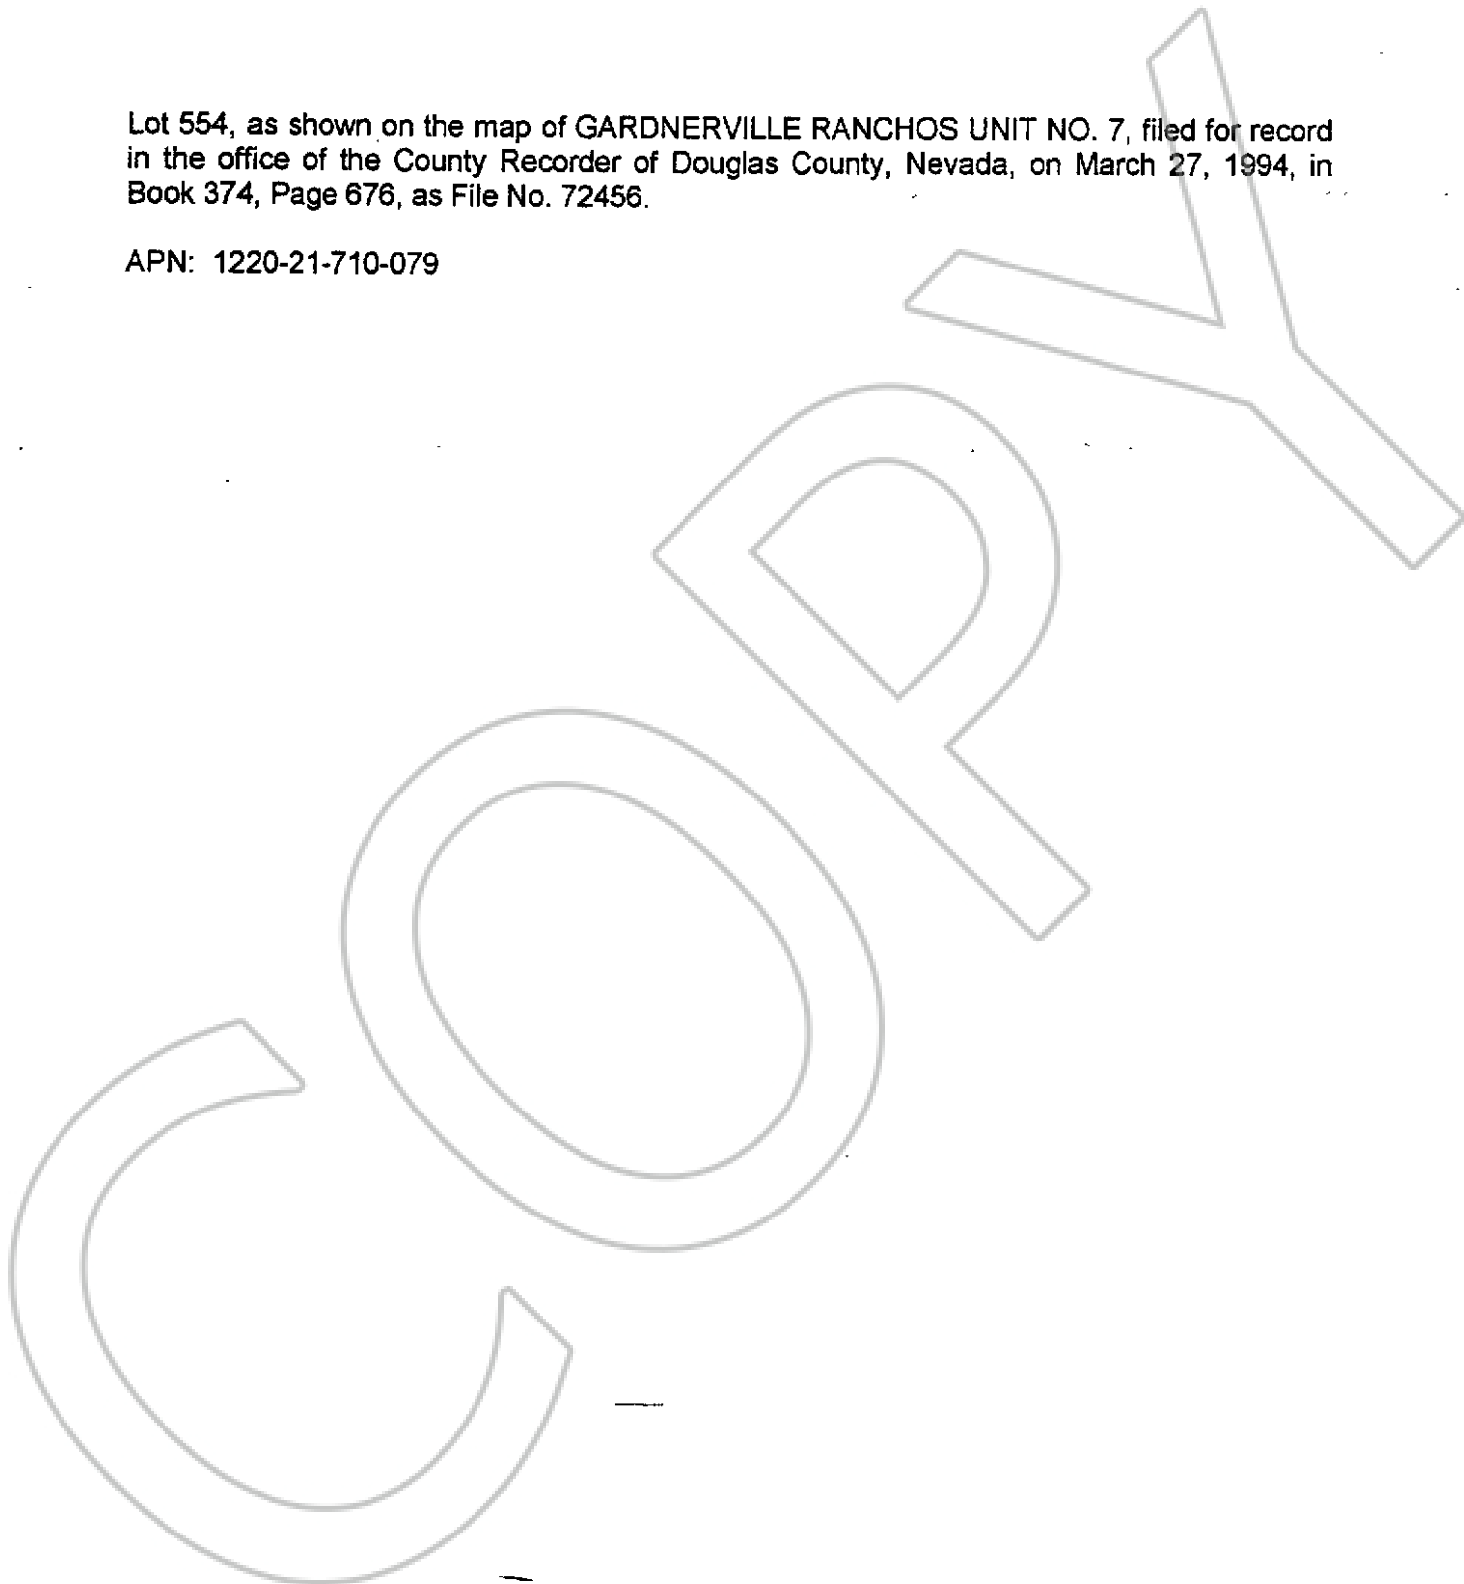 Lot 554, as shown on the map of GARDNERVILLE RANCHOS UNIT NO. 7, filed for record
in the office of the County Recorder of Douglas County, Nevada, on March 27, 1994, in
Book 374, Page 676, as File No. 72456.
APN: 1220-21-710-079
COPY